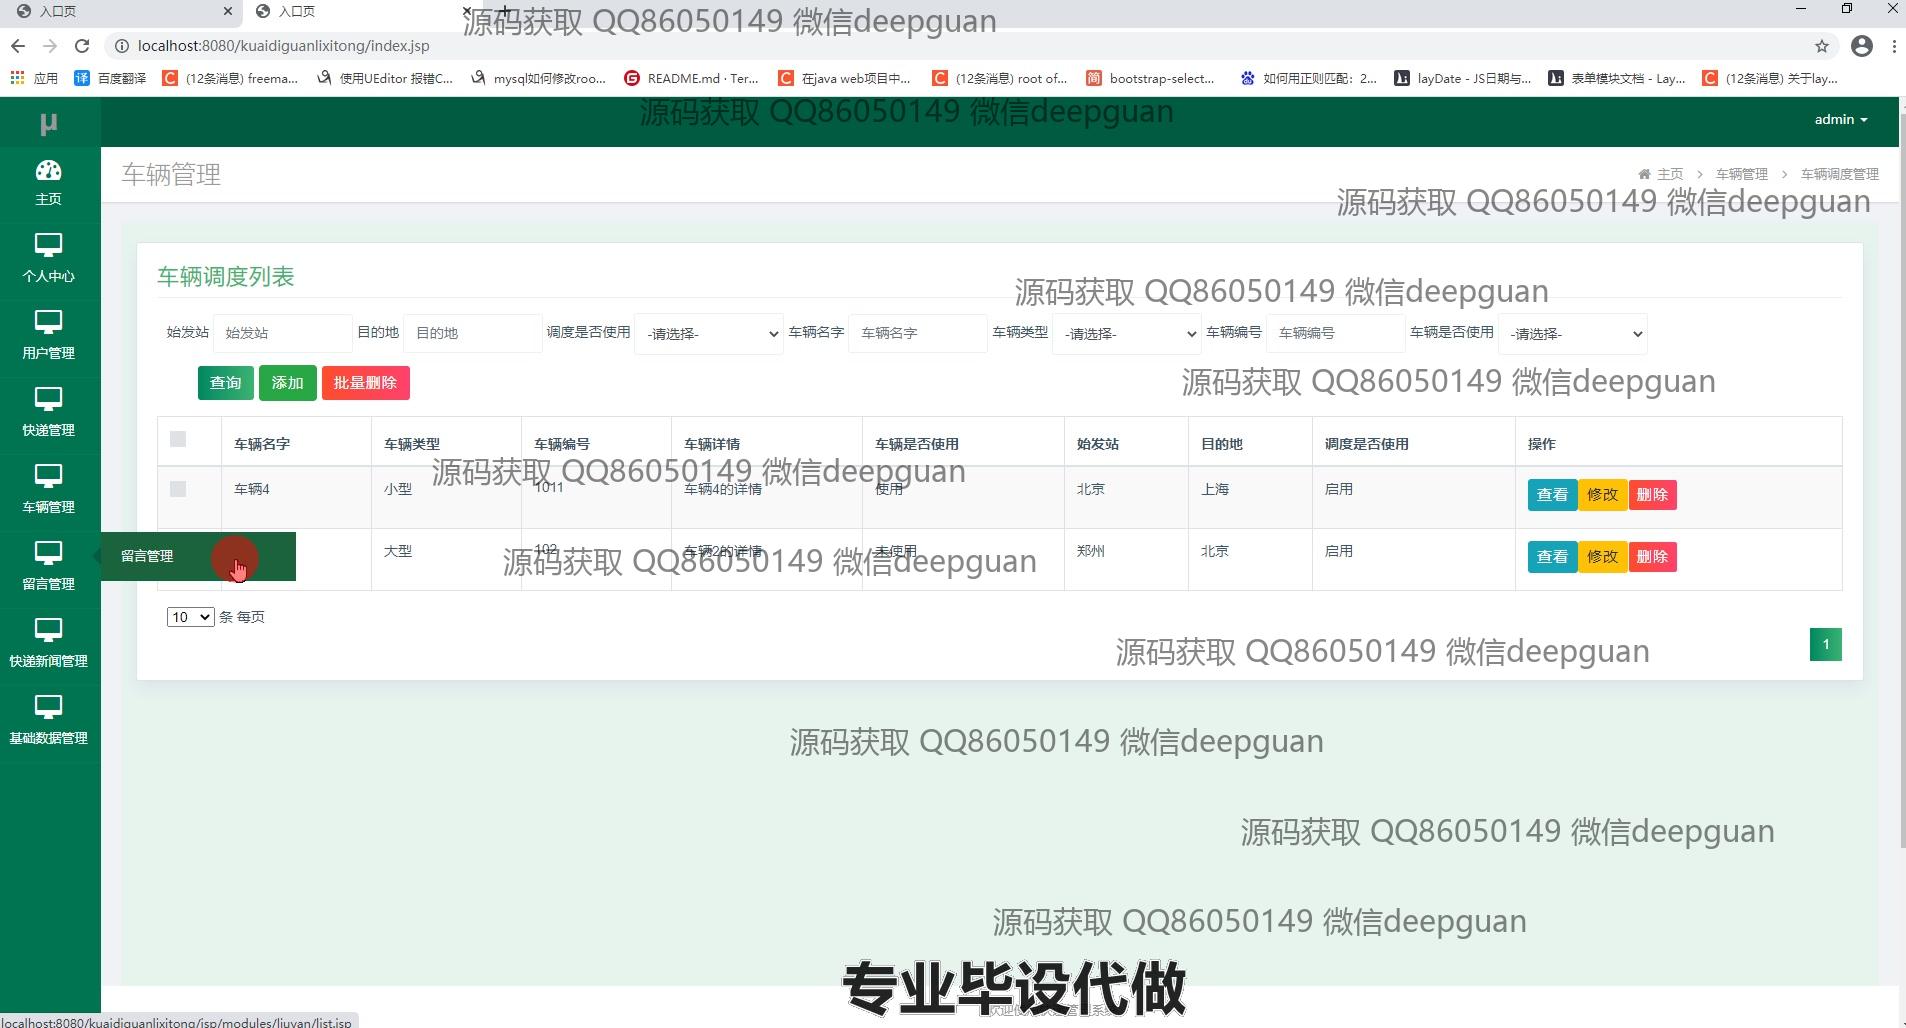 入口页
入口页
源码获取 QQ86050149 微信deepguan
localhost:8080/kuaidiguanlixitong/index.jsp
应用 百度翻译 (12条消息) freema... 使用UEditor 报错C... mysql如何修改roo... README.md · Ter... 在java web项目中... (12条消息) root of... bootstrap-select... 如何用正则匹配：2... layDate - JS日期与... 表单模块文档 - Lay... (12条消息) 关于lay...
μ
源码获取 QQ86050149 微信deepguan
admin
主页
个人中心
用户管理
快递管理
车辆管理
留言管理
快递新闻管理
基础数据管理
留言管理
车辆管理
主页 > 车辆管理 > 车辆调度管理
源码获取 QQ86050149 微信deepguan
车辆调度列表
源码获取 QQ86050149 微信deepguan
始发站 始发站 目的地 目的地 调度是否使用 -请选择- 车辆名字 车辆名字 车辆类型 -请选择- 车辆编号 车辆编号 车辆是否使用 -请选择-
查询 添加 批量删除
源码获取 QQ86050149 微信deepguan
车辆名字 车辆类型 车辆编号 车辆详情 车辆是否使用 始发站 目的地 调度是否使用 操作
源码获取 QQ86050149 微信deepguan
车辆4 小型 1011 车辆4的详情 使用 北京 上海 启用 查看 修改 删除
大型 102 车辆2的详情 未使用 郑州 北京 启用 查看 修改 删除
源码获取 QQ86050149 微信deepguan
10 条 每页
源码获取 QQ86050149 微信deepguan
1
源码获取 QQ86050149 微信deepguan
源码获取 QQ86050149 微信deepguan
源码获取 QQ86050149 微信deepguan
专业毕设代做
localhost:8080/kuaidiguanlixitong/jsp/modules/liuyan/list.jsp